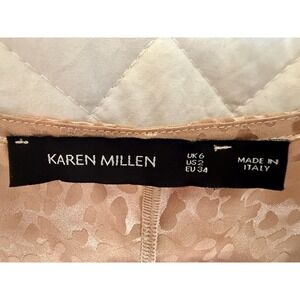 KAREN MILLEN
UK 6
US 2
EU 34
MADE IN
ITALY